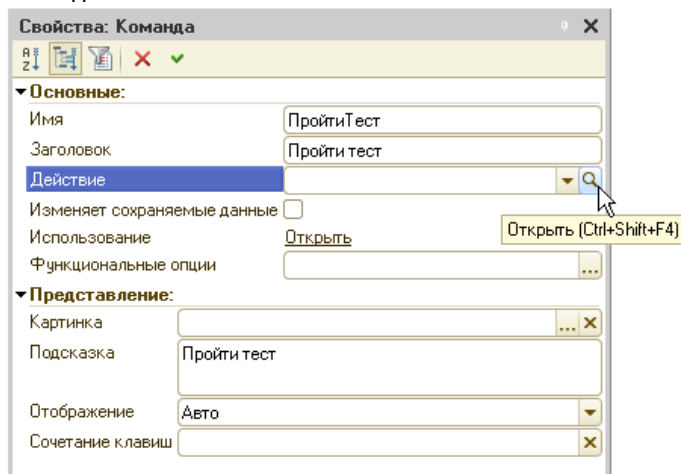 Свойства: Команда
Основные:
Имя ПройтиТест
Заголовок Пройти тест
Действие
Изменяет сохраняемые данные
Открыть (Ctrl+Shift+F4)
Использование Открыть
Функциональные опции ...
Представление:
Картинка ...
Подсказка Пройти тест
Отображение Авто
Сочетание клавиш